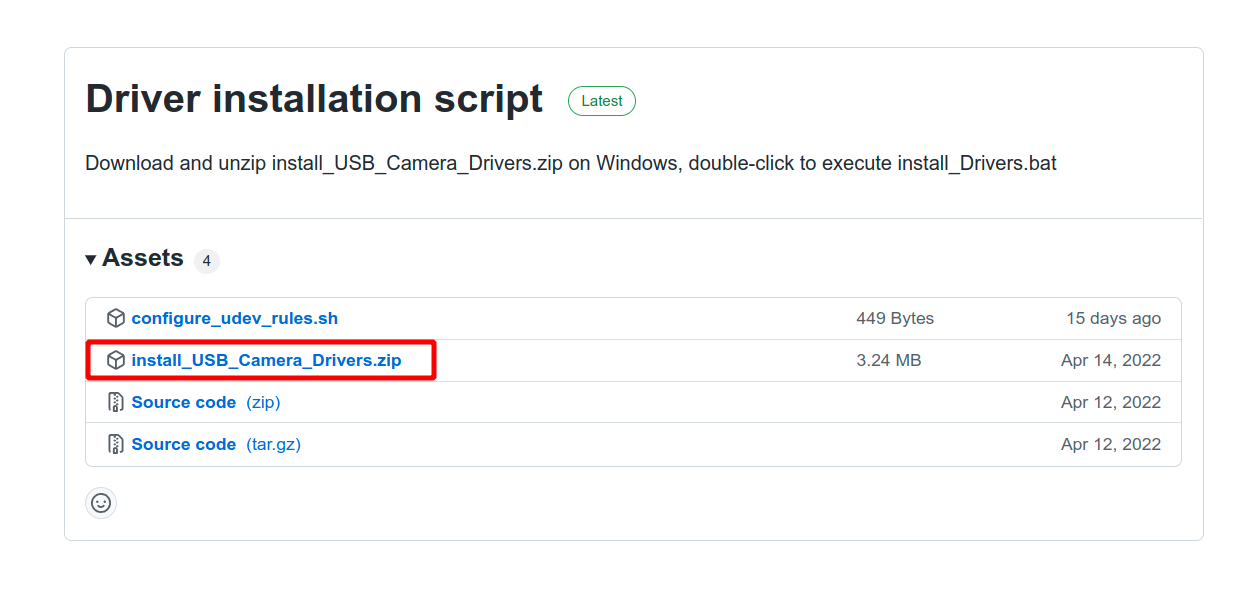 Driver installation script Latest
Download and unzip install_USB_Camera_Drivers.zip on Windows, double-click to execute install_Drivers.bat
Assets 4
configure_udev_rules.sh 449 Bytes 15 days ago
install_USB_Camera_Drivers.zip 3.24 MB Apr 14, 2022
Source code (zip) Apr 12, 2022
Source code (tar.gz) Apr 12, 2022